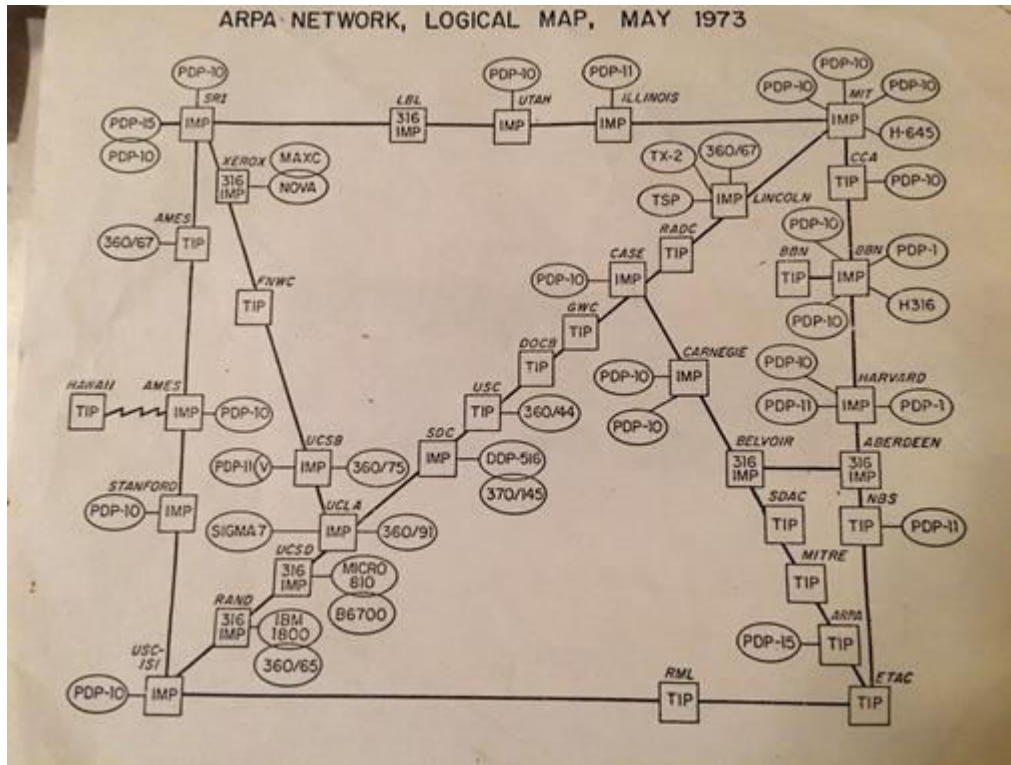 ARPA NETWORK, LOGICAL MAP, MAY 1973
PDP-10
SRI
IMP
PDP-15
PDP-10
LBL
316
IMP
PDP-10
UTAH
IMP
PDP-11
ILLINOIS
IMP
PDP-10
PDP-10
PDP-10
MIT
IMP
H-645
XEROX
316
IMP
MAXC
NOVA
TX-2
360/67
TSP
IMP
LINCOLN
CCA
TIP
PDP-10
AMES
360/67
TIP
RADC
TIP
CASE
PDP-10
IMP
PDP-10
BBN
TIP
BBN
IMP
PDP-1
PDP-10
H316
FNWC
TIP
GWC
TIP
DOCB
TIP
CARNEGIE
PDP-10
IMP
PDP-10
PDP-10
HARVARD
PDP-11
IMP
PDP-1
HAWAII
TIP
AMES
IMP
PDP-10
USC
TIP
360/44
UCSB
PDP-11
V
IMP
360/75
SDC
IMP
DDP-516
370/145
BELVOIR
316
IMP
ABERDEEN
316
IMP
STANFORD
PDP-10
IMP
UCLA
SIGMA 7
IMP
360/91
SDAC
TIP
NBS
TIP
PDP-11
UCSD
316
IMP
MICRO
810
B6700
MITRE
TIP
RAND
316
IMP
IBM
1800
360/65
ARPA
PDP-15
TIP
USC-
ISI
PDP-10
IMP
RML
TIP
ETAC
TIP